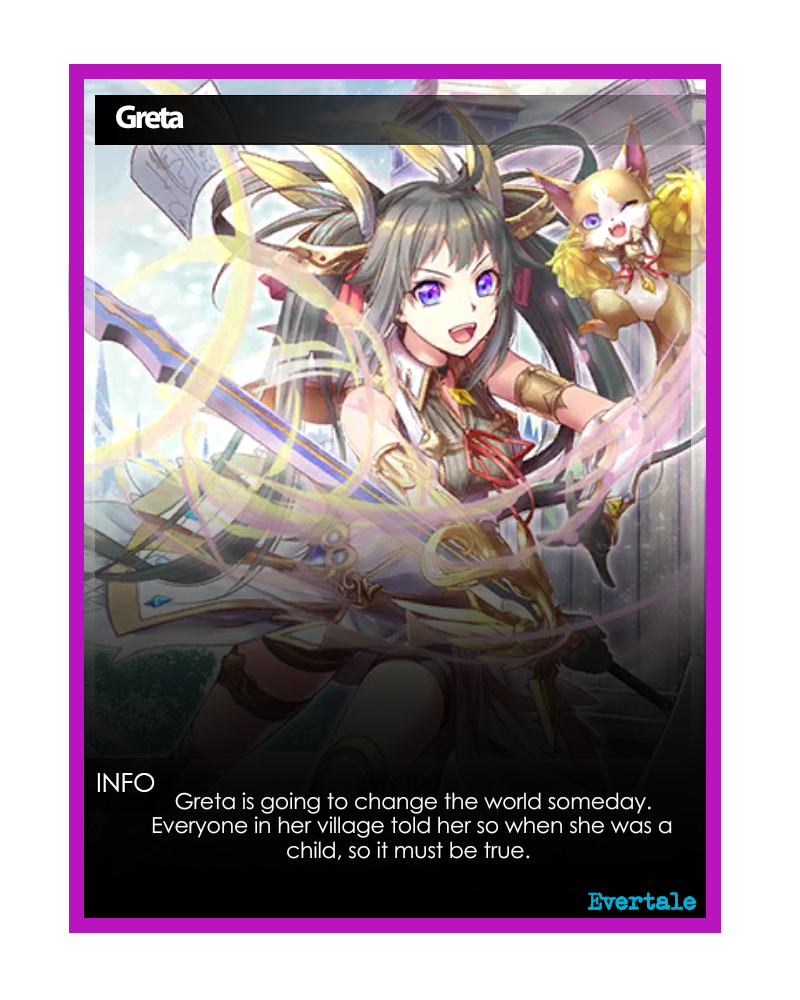 Greta
INFO
Greta is going to change the world someday.
Everyone in her village told her so when she was a
child, so it must be true.
Evertale